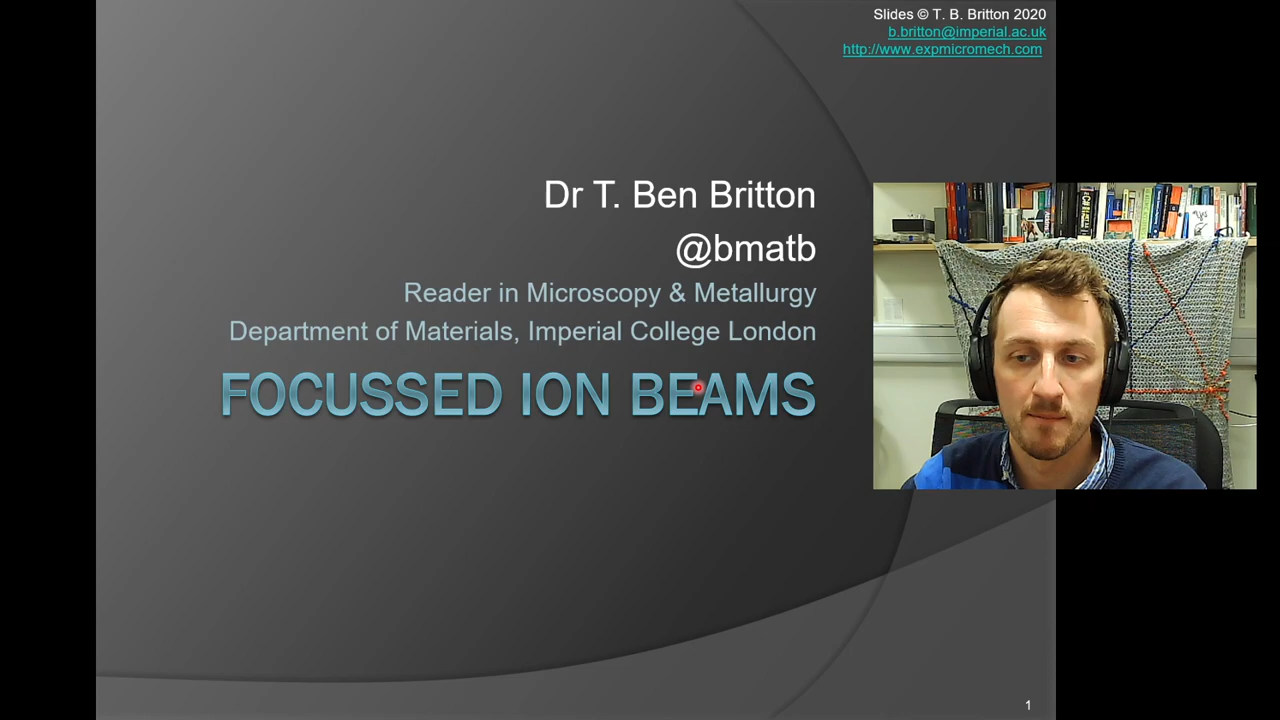 Slides © T. B. Britton 2020
b.britton@imperial.ac.uk
http://www.expmicromech.com
Dr T. Ben Britton
@bmatb
Reader in Microscopy & Metallurgy
Department of Materials, Imperial College London
FOCUSSED ION BEAMS
1